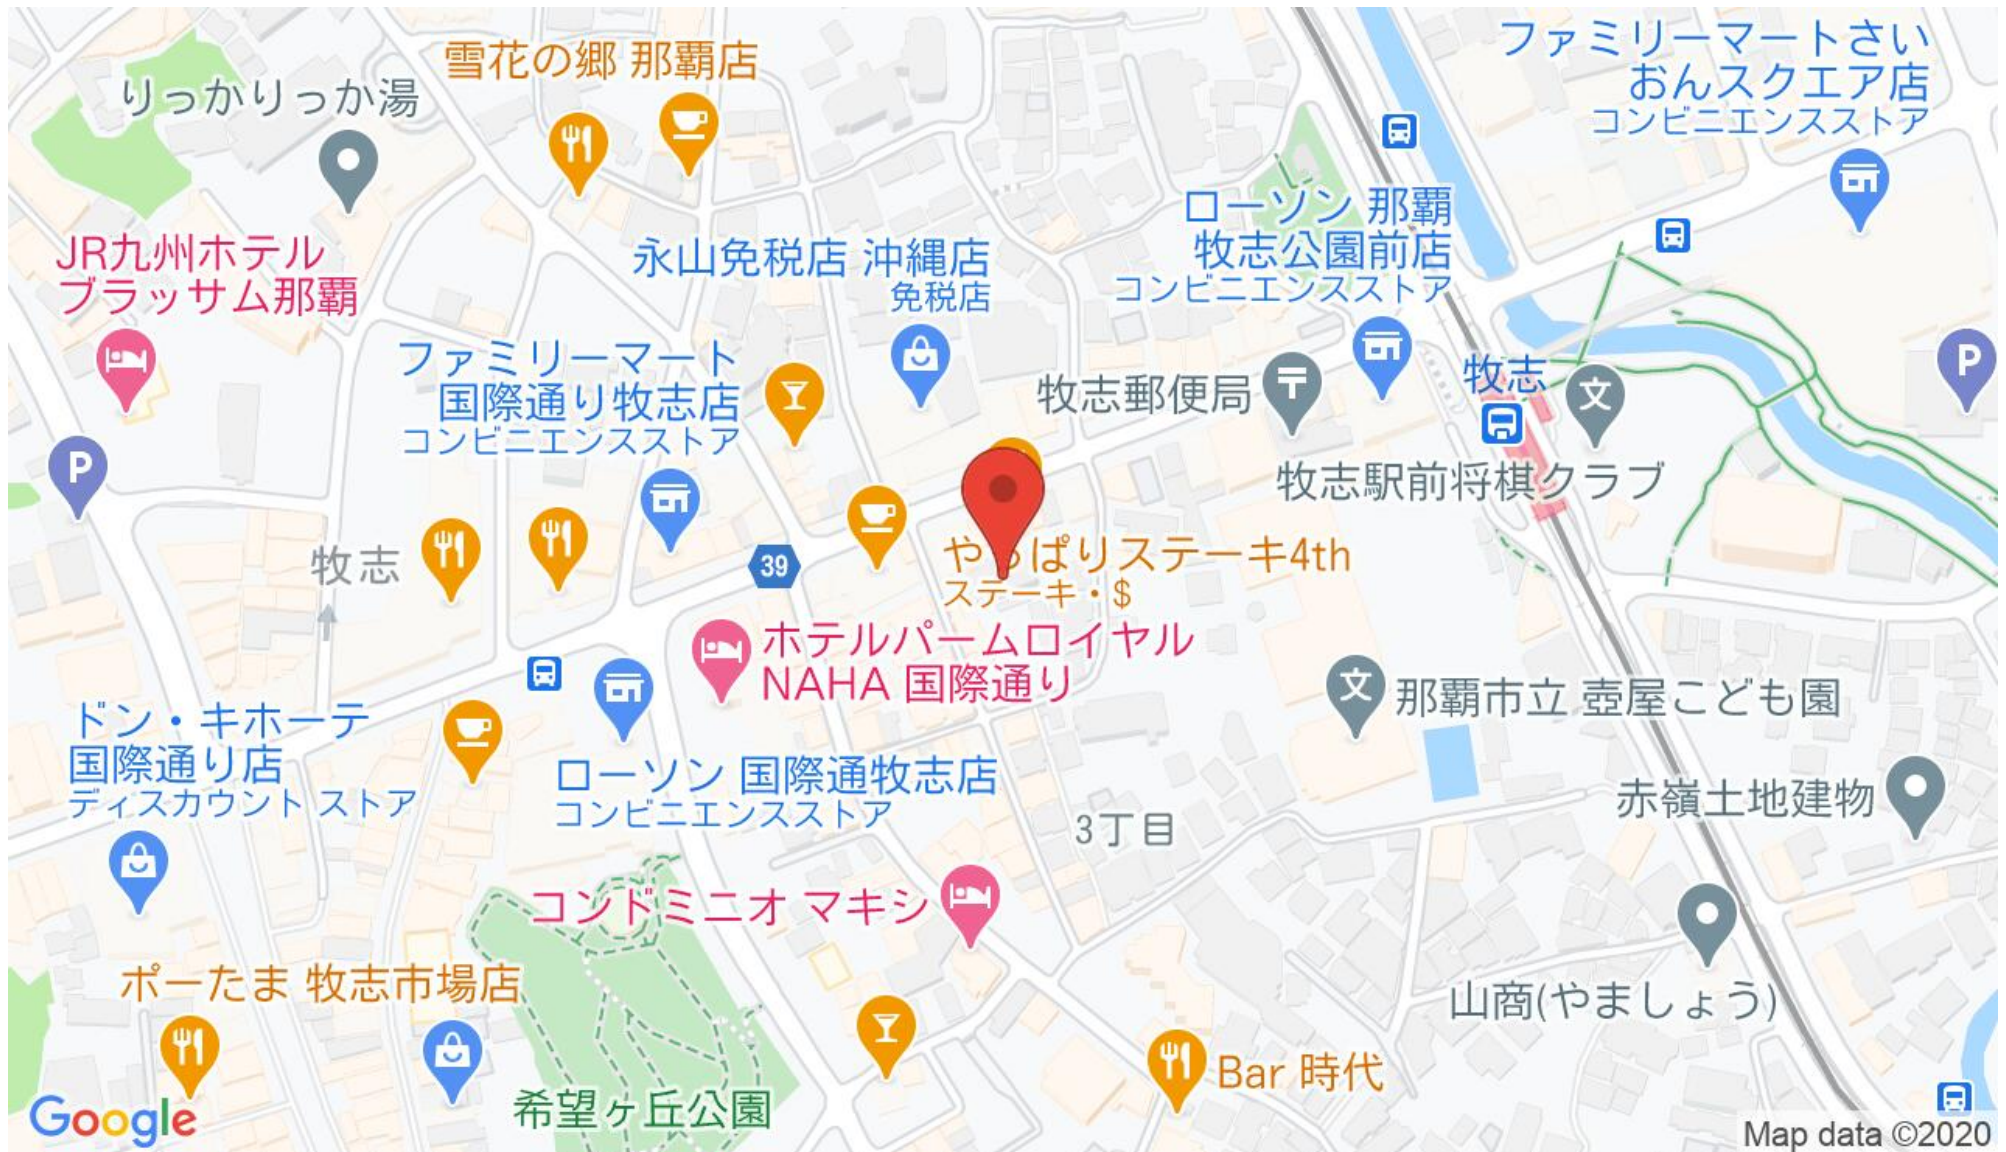 雪花の郷 那覇店
りっかりっか湯
ファミリーマートさい
おんスクエア店
コンビニエンスストア
JR九州ホテル
ブラッサム那覇
永山免税店 沖縄店
免税店
ローソン 那覇
牧志公園前店
コンビニエンスストア
ファミリーマート
国際通り牧志店
コンビニエンスストア
牧志郵便局
牧志
P
P
文
牧志駅前将棋クラブ
牧志
39
ステーキ4th
ステーキ・$
ホテルパームロイヤル
NAHA 国際通り
文
那覇市立 壺屋こども園
ドン・キホーテ
国際通り店
ディスカウント ストア
ローソン 国際通牧志店
コンビニエンスストア
3丁目
赤嶺土地建物
コンドミニオ マキシ
ポーたま 牧志市場店
山商(やましょう)
Bar 時代
希望ヶ丘公園
Google
Map data ©2020